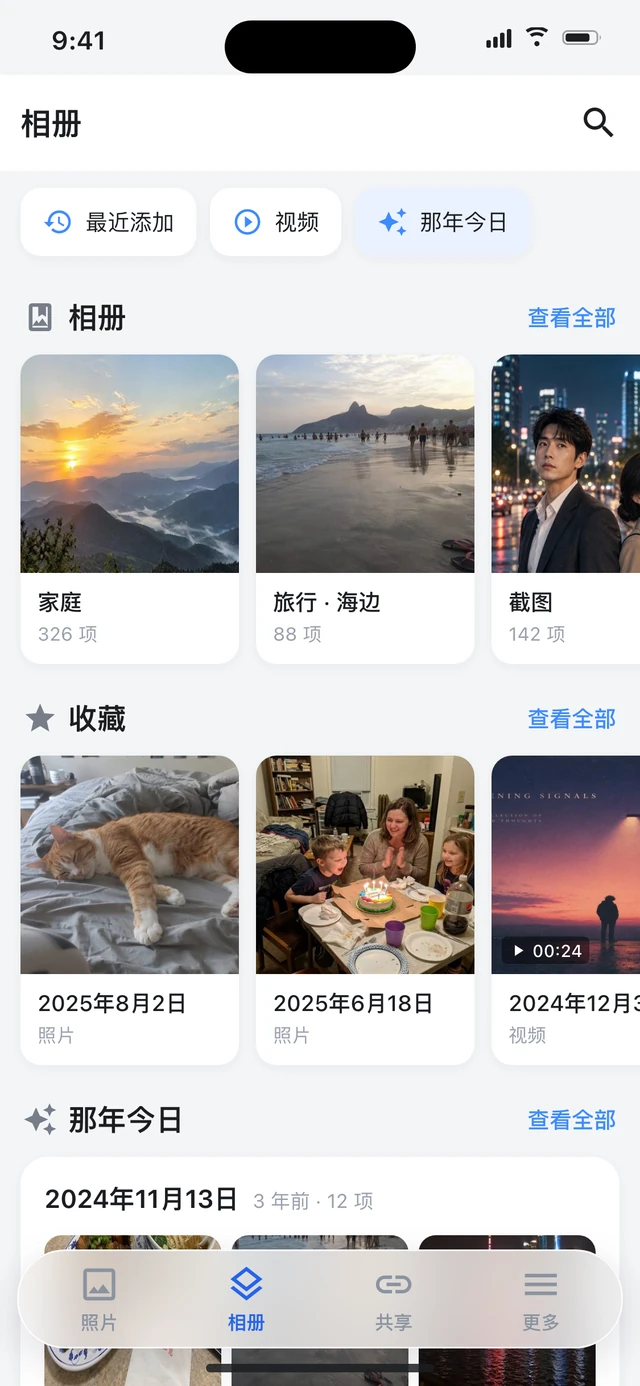 9:41
相册
最近添加
视频
那年今日
相册
查看全部
家庭
326 项
旅行 · 海边
88 项
截图
142 项
收藏
查看全部
NING SIGNALS
2025年8月2日
照片
2025年6月18日
照片
00:24
2024年12月3
视频
那年今日
查看全部
2024年11月13日 3 年前 · 12 项
照片
相册
共享
更多